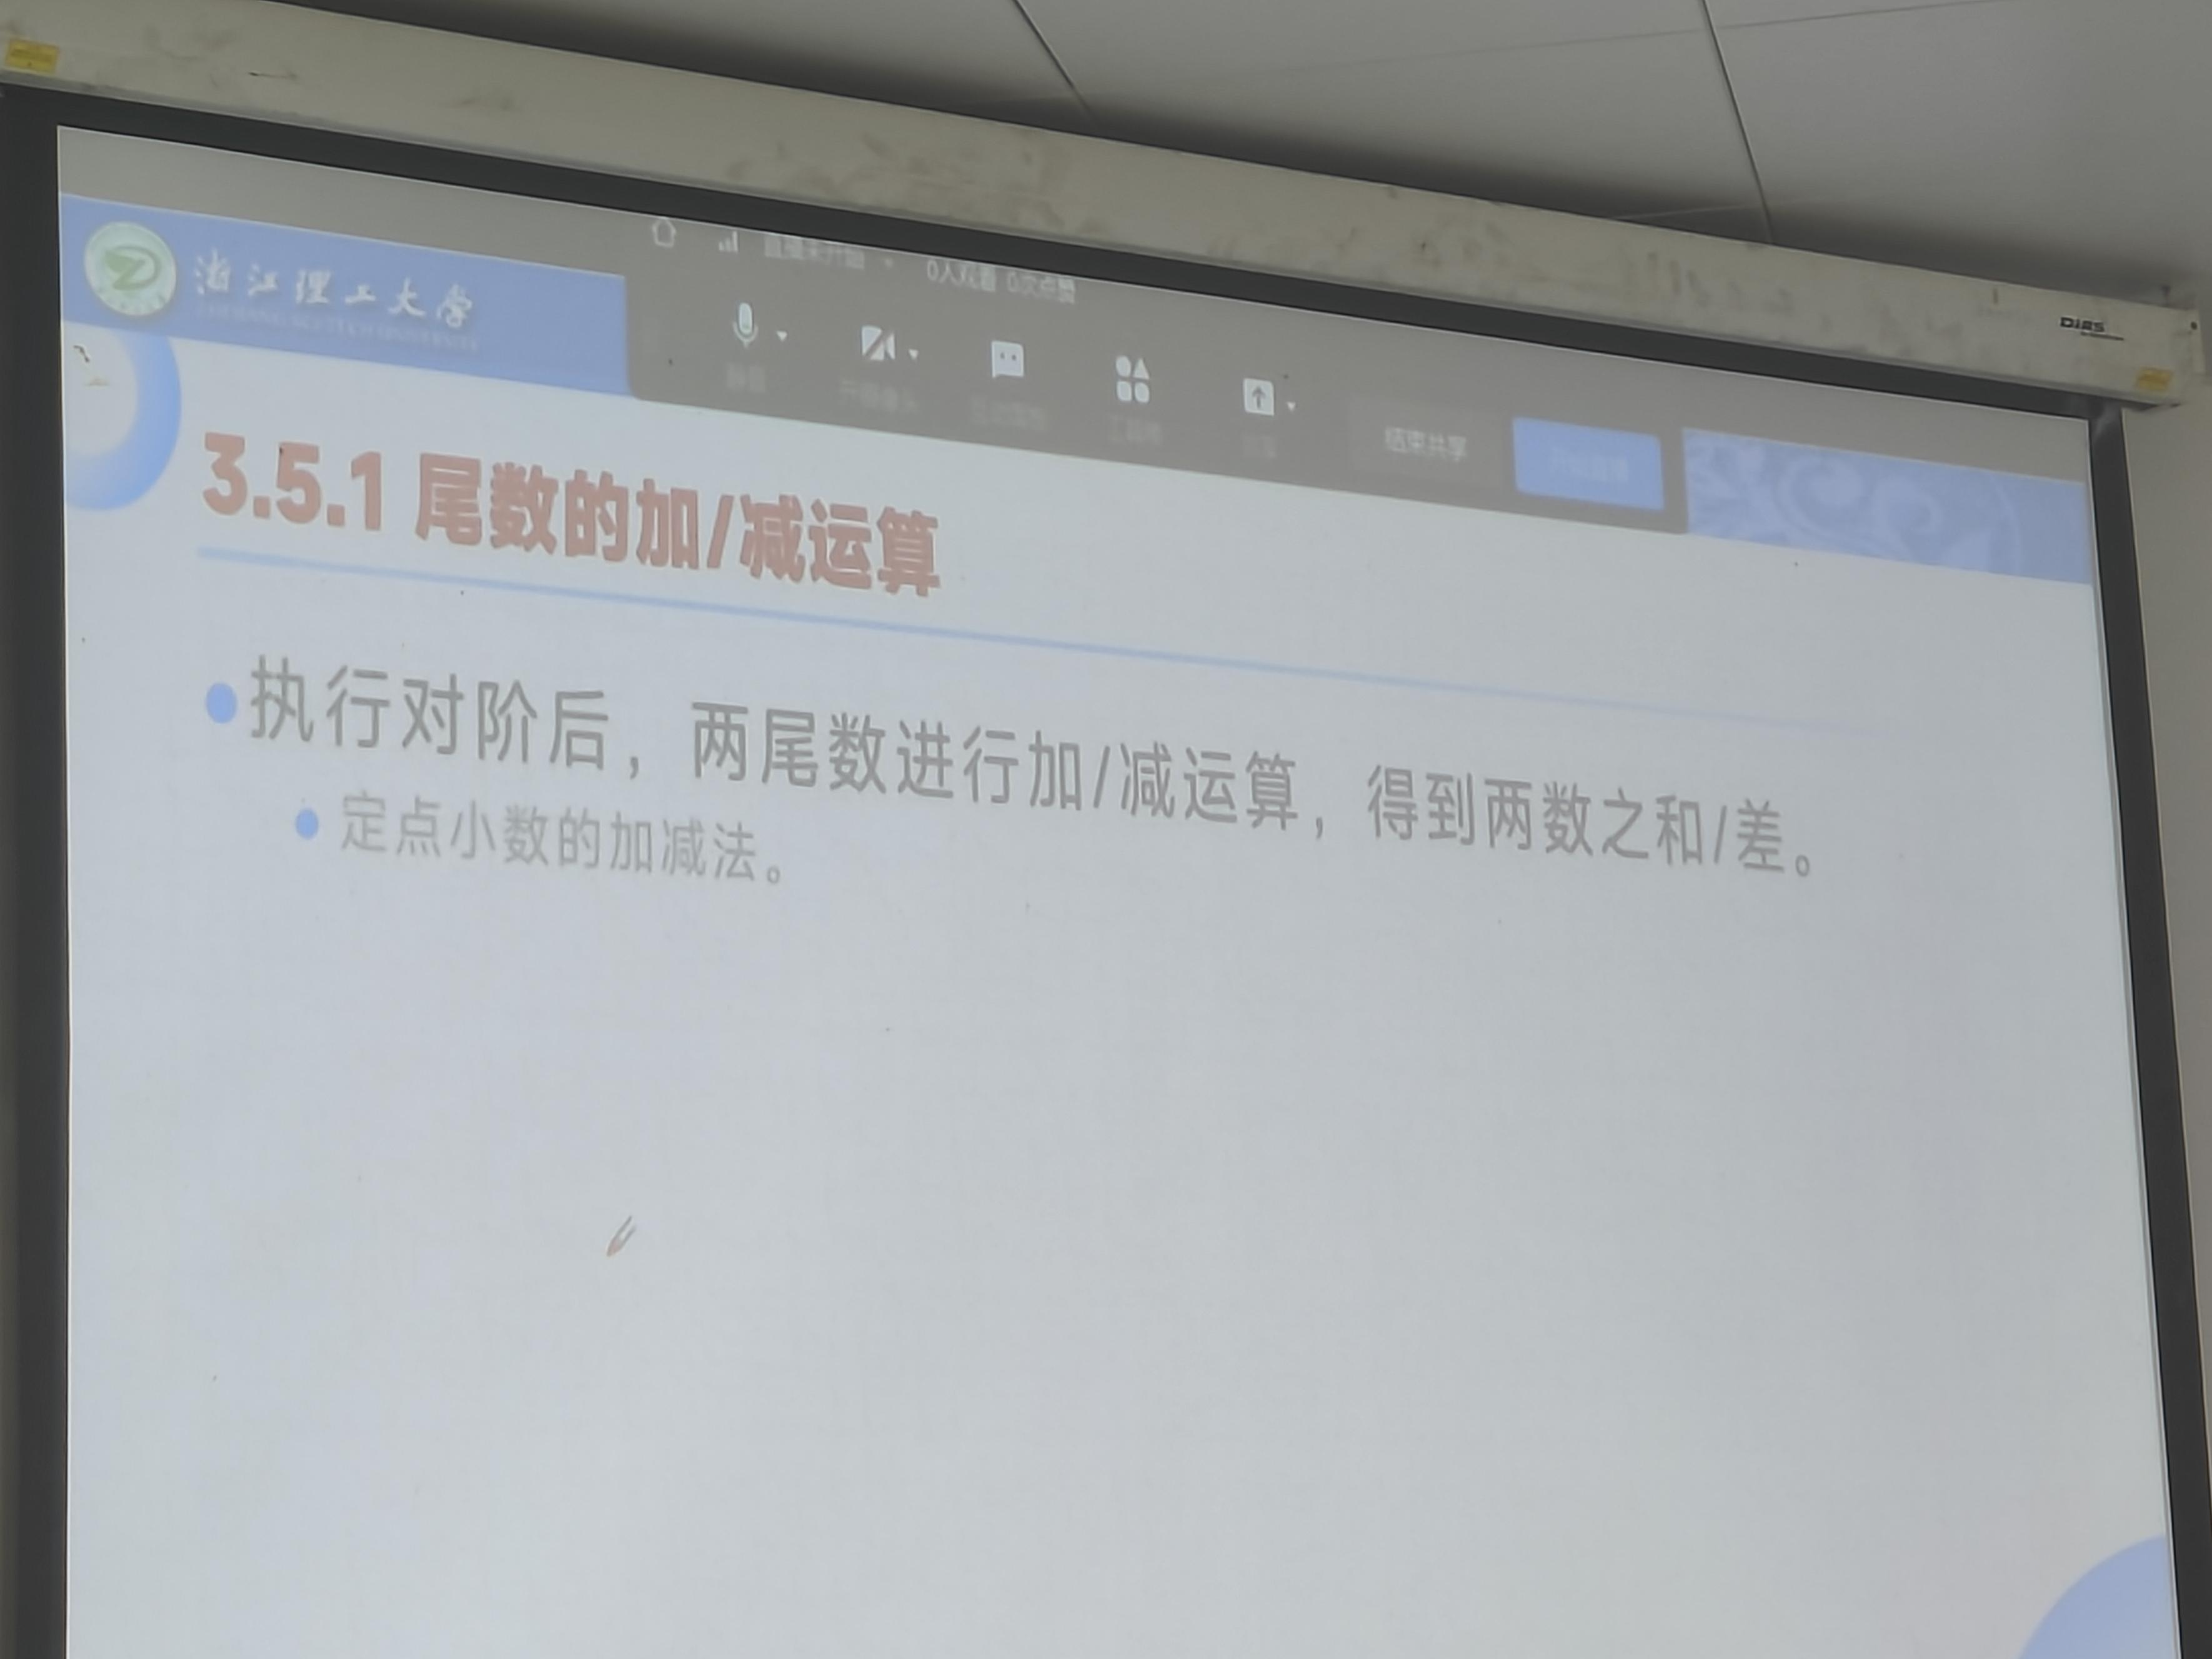 浙江理工大学
0人观看 0次点赞
结束共享
3.5.1 尾数的加/减运算
执行对阶后，两尾数进行加/减运算，得到两数之和/差。
定点小数的加减法。